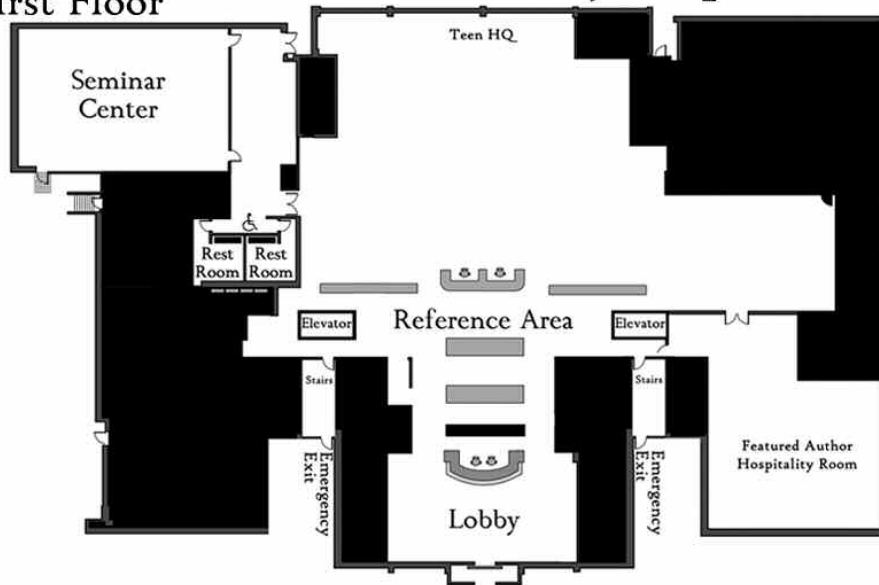 First Floor
Teen HQ
Seminar
Center
Rest
Room
Rest
Room
Elevator
Reference Area
Elevator
Stairs
Stairs
Emergency
Exit
Emergency
Exit
Featured Author
Hospitality Room
Lobby